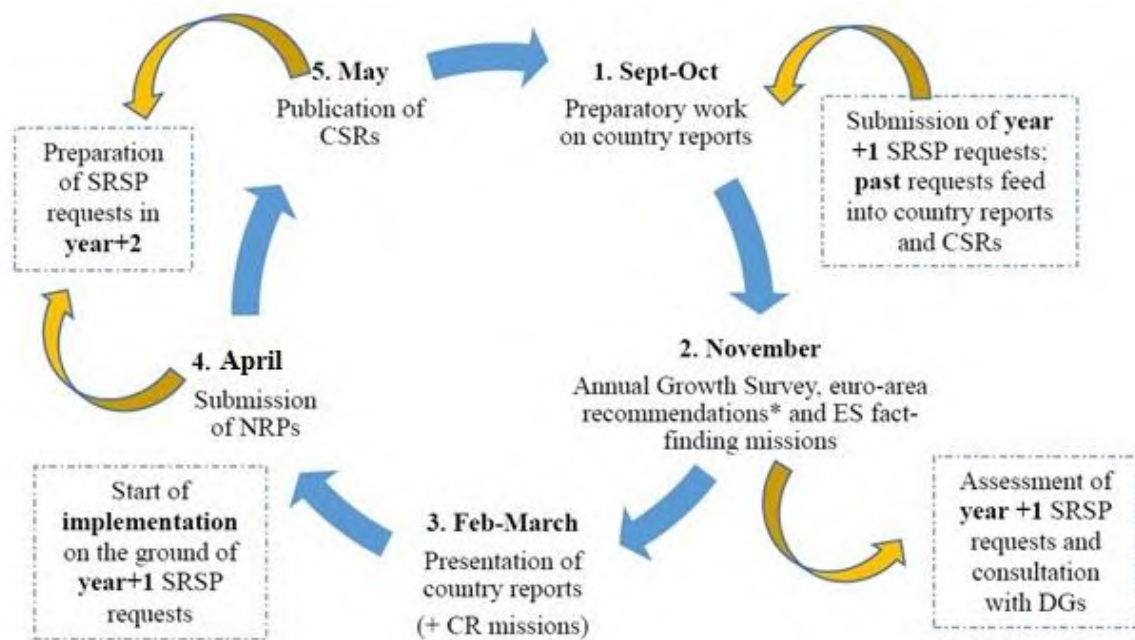 5. May
Publication of
CSRs
1. Sept-Oct
Preparatory work
on country reports
Submission of year
+1 SRSP requests;
past requests feed
into country reports
and CSRs
Preparation
of SRSP
requests in
year+2
2. November
Annual Growth Survey, euro-area
recommendations* and ES fact-
finding missions
4. April
Submission
of NRPs
Assessment of
year +1 SRSP
requests and
consultation
with DGs
3. Feb-March
Presentation of
country reports
(+ CR missions)
Start of
implementation
on the ground of
year+1 SRSP
requests